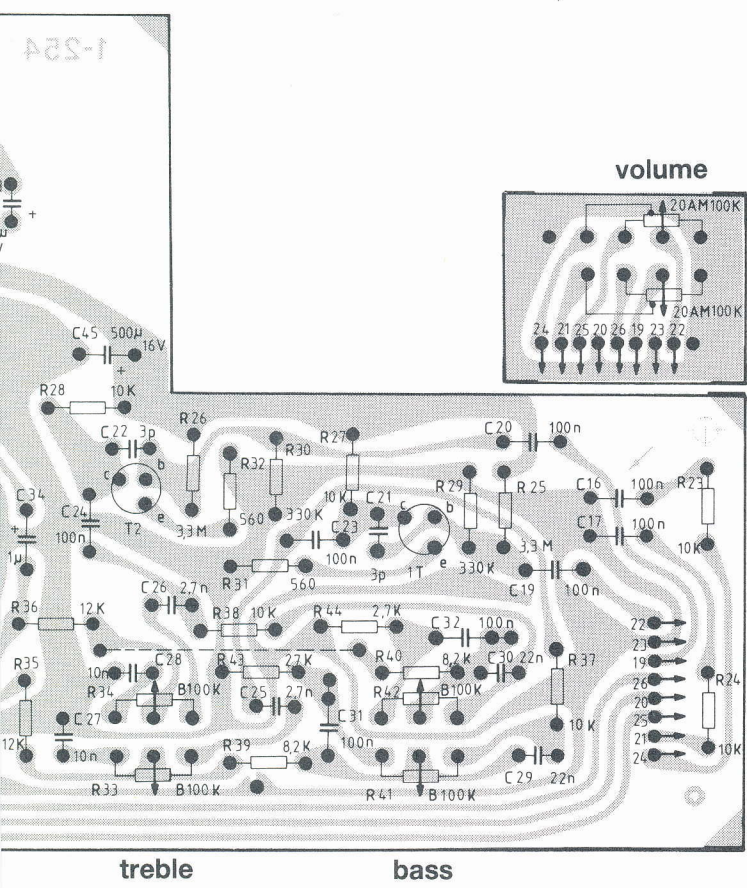 1-254
volume
20AM100K
20AM100K
24 21 25 20 26 19 23 22
+
C45 500µ
16V
+
R28 10K
C22 3p
c b
e
T2
R26
3,3M
R32
560
R30
330K
R27
10K
C20 100n
C34
+
1µ
C24
100n
C21
3p
c b
e
1T
R29
330K
R25
3,3M
C16 100n
C17 100n
R23
10K
C23
100n
R31 560
C19 100n
R36 12K
C26 2,7n
R38 10K
R44 2,7K
C32 100n
22
23
19
26
20
25
21
24
R35
12K
10n C28
R43 2,7K
R40 8,2K
C30 22n
R37
10K
R24
10K
R34 B100K
C25 2,7n
C31
100n
R42 B100K
C27
10n
R39 8,2K
C29 22n
R33 B100K
R41 B100K
treble
bass